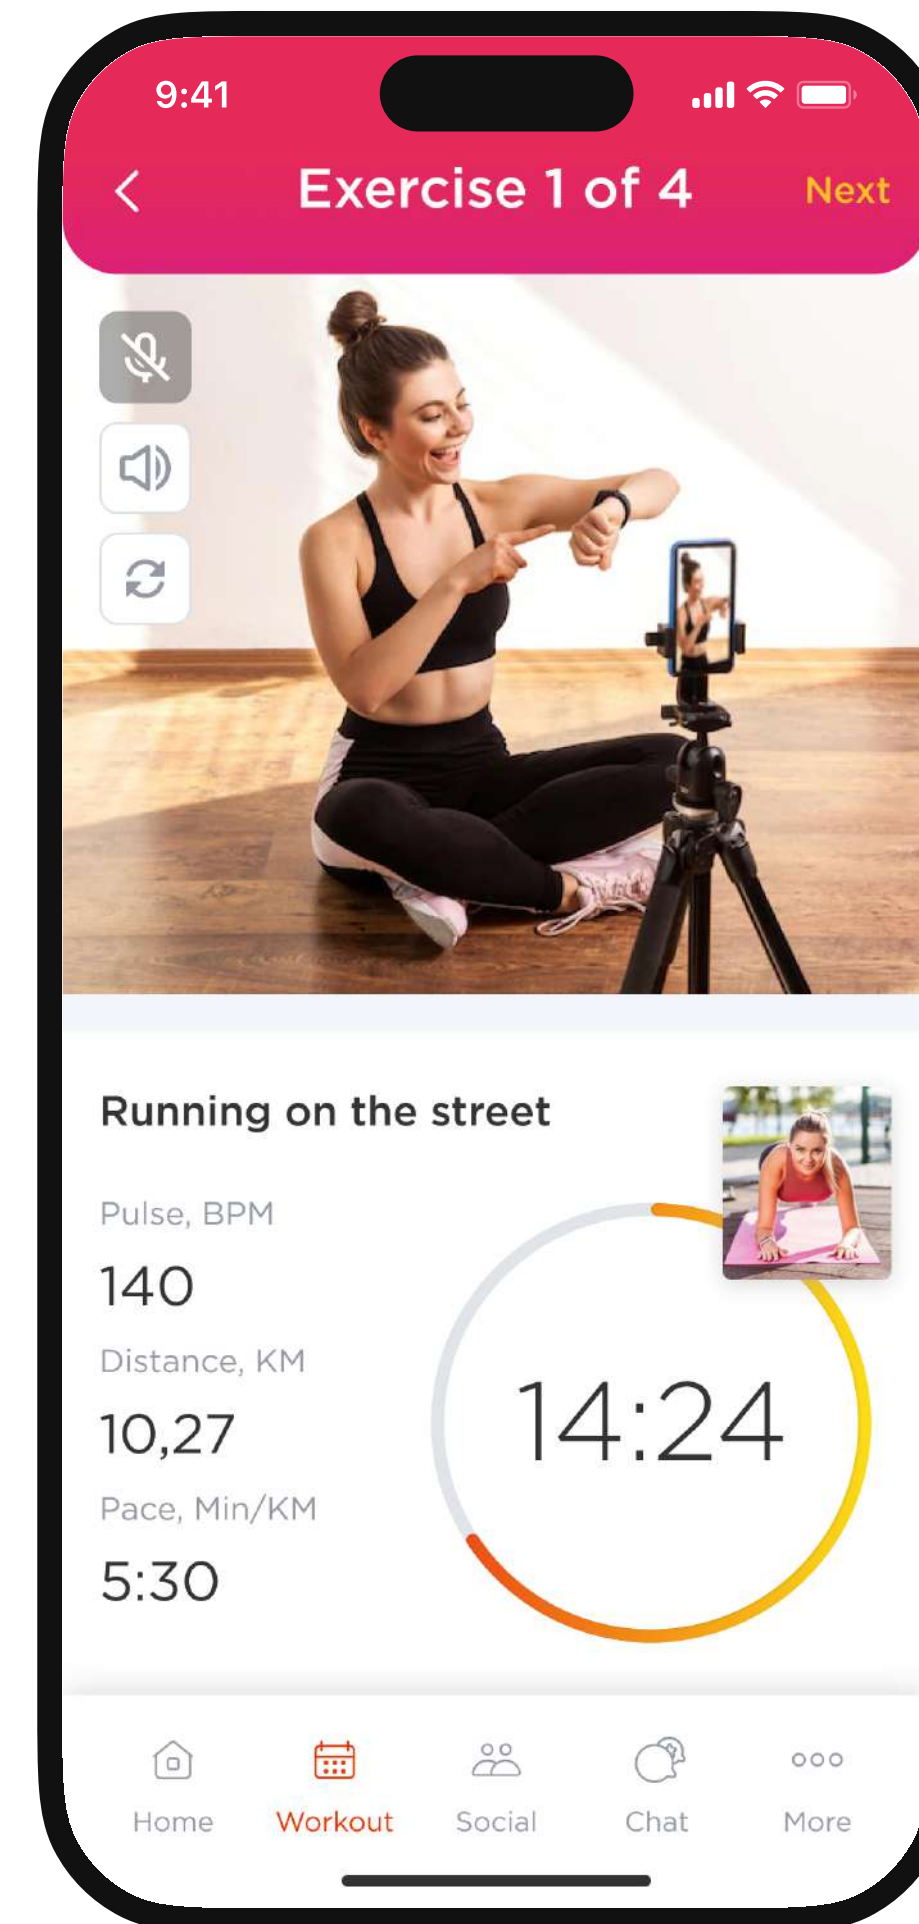 9:41
Exercise 1 of 4
Next
Running on the street
Pulse, BPM
140
Distance, KM
10,27
Pace, Min/KM
5:30
14:24
Home
Workout
Social
Chat
More